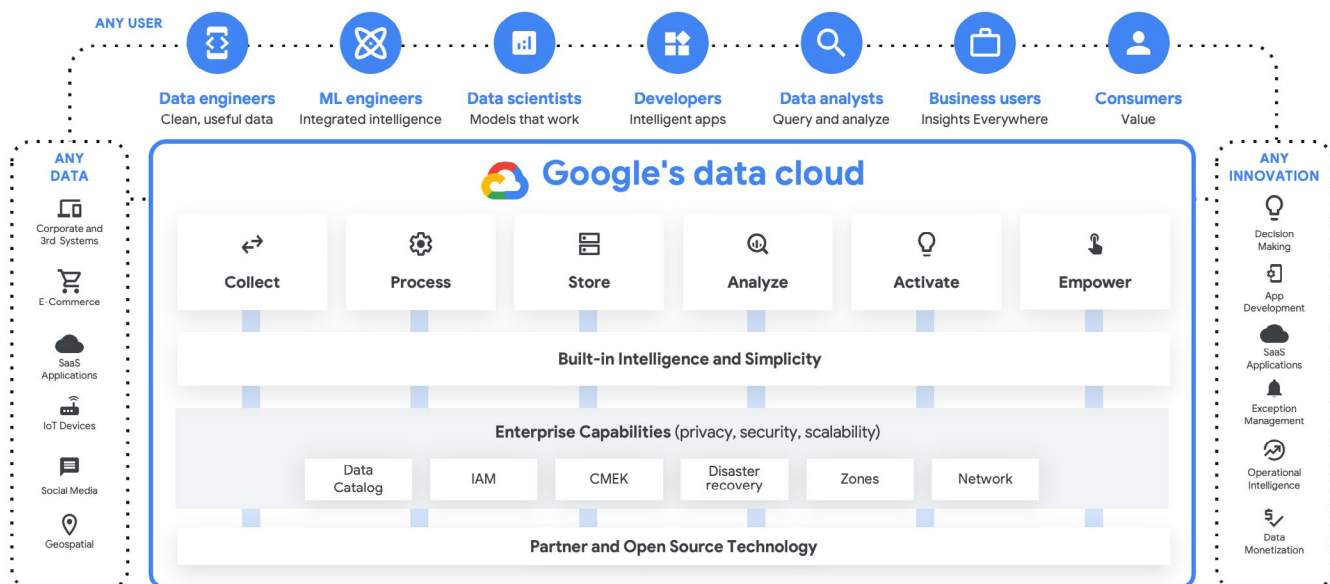 ANY USER
Data engineers
Clean, useful data
ML engineers
Integrated intelligence
Data scientists
Models that work
Developers
Intelligent apps
Data analysts
Query and analyze
Business users
Insights Everywhere
Consumers
Value
ANY
DATA
Corporate and
3rd Systems
E-Commerce
SaaS
Applications
IoT Devices
Social Media
Geospatial
Google's data cloud
Collect
Process
Store
Analyze
Activate
Empower
Built-in Intelligence and Simplicity
Enterprise Capabilities (privacy, security, scalability)
Data
Catalog
IAM
CMEK
Disaster
recovery
Zones
Network
Partner and Open Source Technology
ANY
INNOVATION
Decision
Making
App
Development
SaaS
Applications
Exception
Management
Operational
Intelligence
Data
Monetization